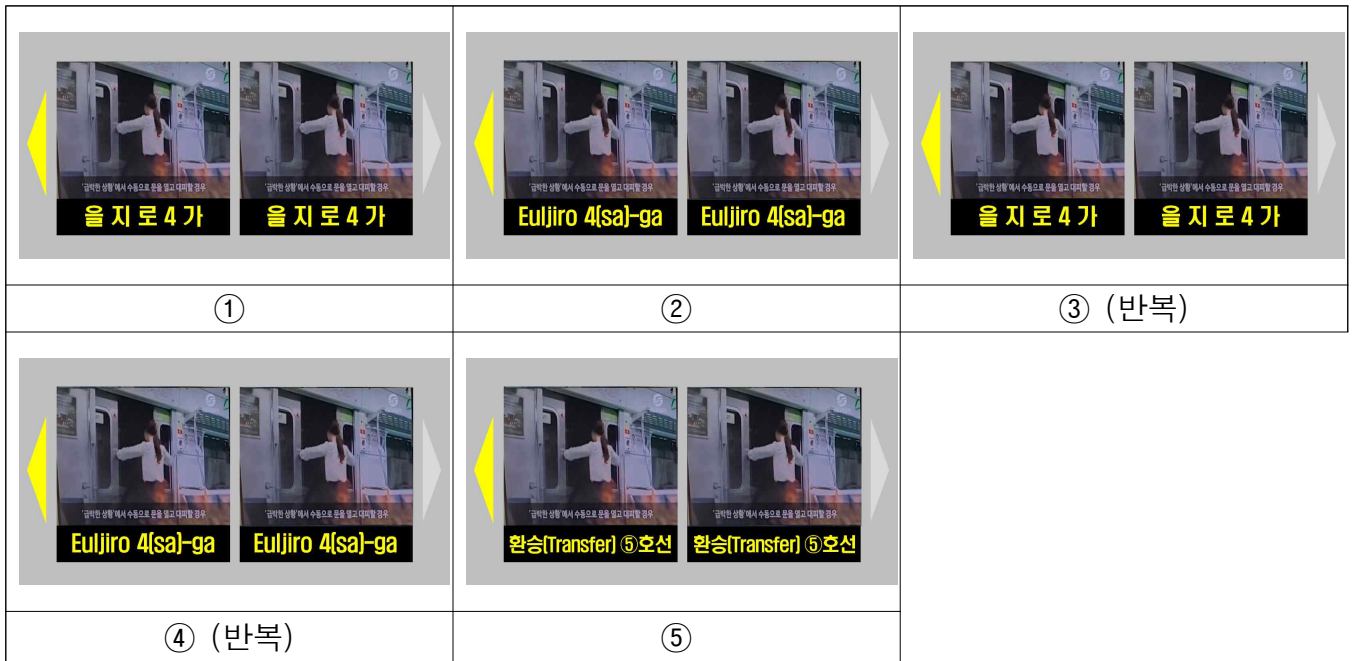 '급박한 상황'에서 수동으로 문을 열고 대피할 경우 '급박한 상황'에서 수동으로 문을 열고 대피할 경우
을지로4가 을지로4가
①
'급박한 상황'에서 수동으로 문을 열고 대피할 경우 '급박한 상황'에서 수동으로 문을 열고 대피할 경우
Euljiro 4(sa)-ga Euljiro 4(sa)-ga
②
'급박한 상황'에서 수동으로 문을 열고 대피할 경우 '급박한 상황'에서 수동으로 문을 열고 대피할 경우
을지로4가 을지로4가
③ (반복)
'급박한 상황'에서 수동으로 문을 열고 대피할 경우 '급박한 상황'에서 수동으로 문을 열고 대피할 경우
Euljiro 4(sa)-ga Euljiro 4(sa)-ga
④ (반복)
'급박한 상황'에서 수동으로 문을 열고 대피할 경우 '급박한 상황'에서 수동으로 문을 열고 대피할 경우
환승(Transfer) ⑤호선 환승(Transfer) ⑤호선
⑤